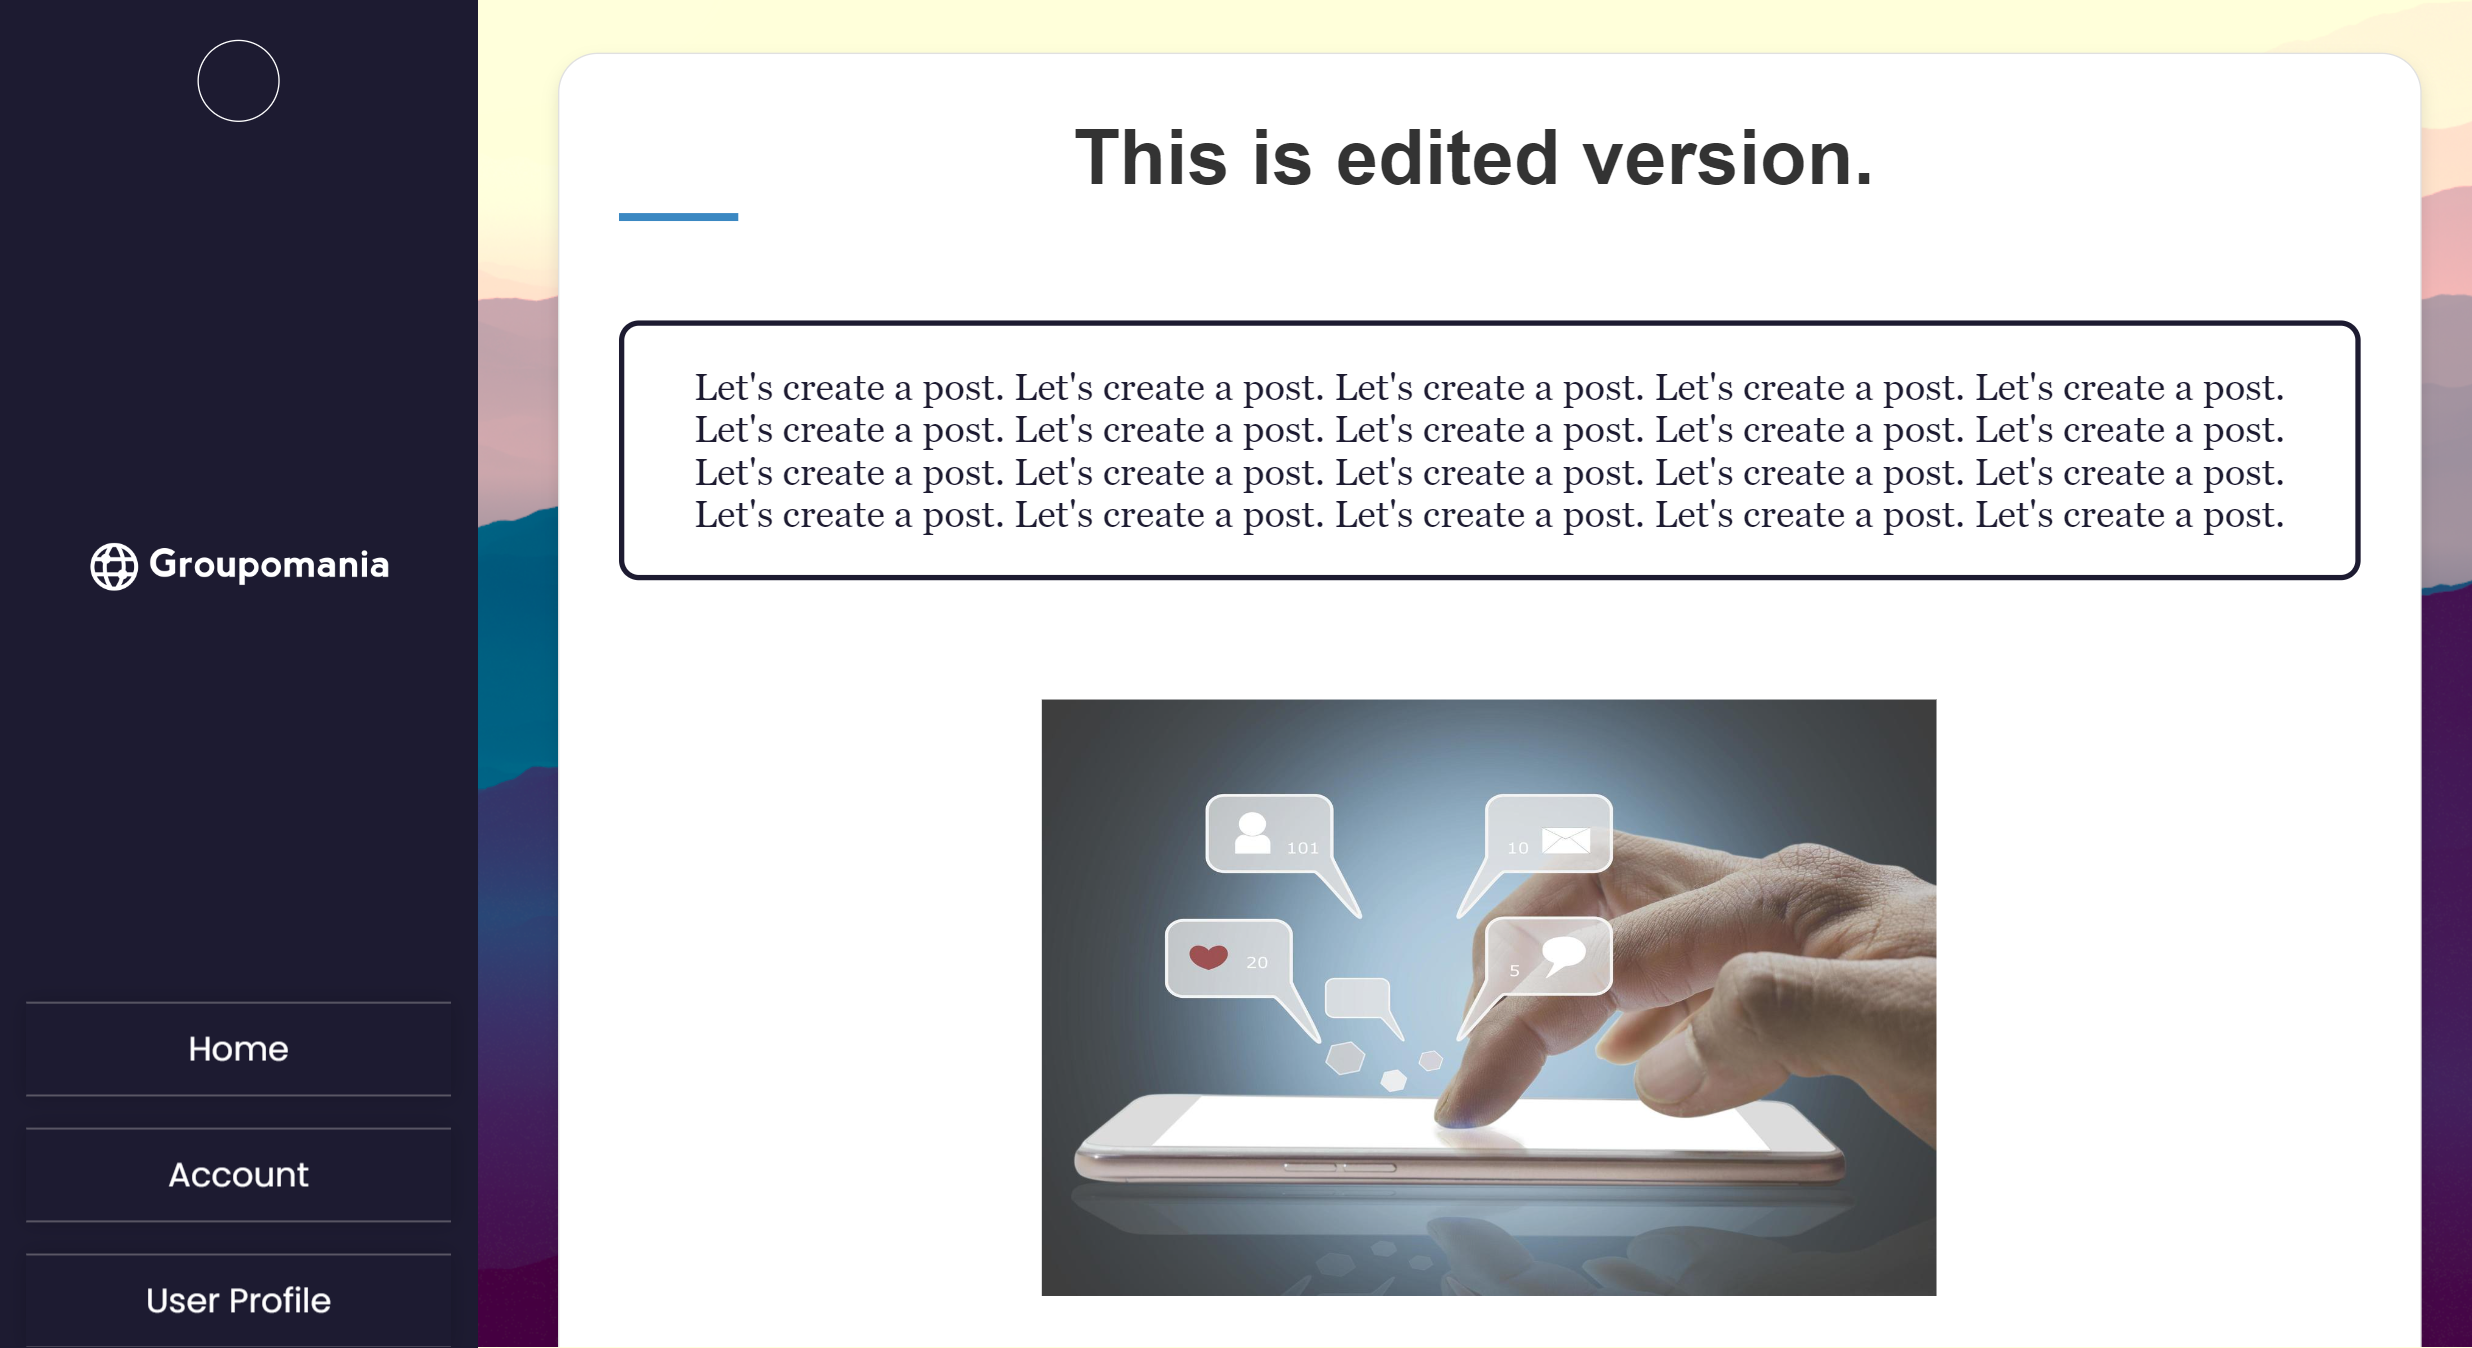 Groupomania
Home
Account
User Profile
This is edited version.
Let's create a post. Let's create a post. Let's create a post. Let's create a post. Let's create a post.
Let's create a post. Let's create a post. Let's create a post. Let's create a post. Let's create a post.
Let's create a post. Let's create a post. Let's create a post. Let's create a post. Let's create a post.
Let's create a post. Let's create a post. Let's create a post. Let's create a post. Let's create a post.
101
10
20
5